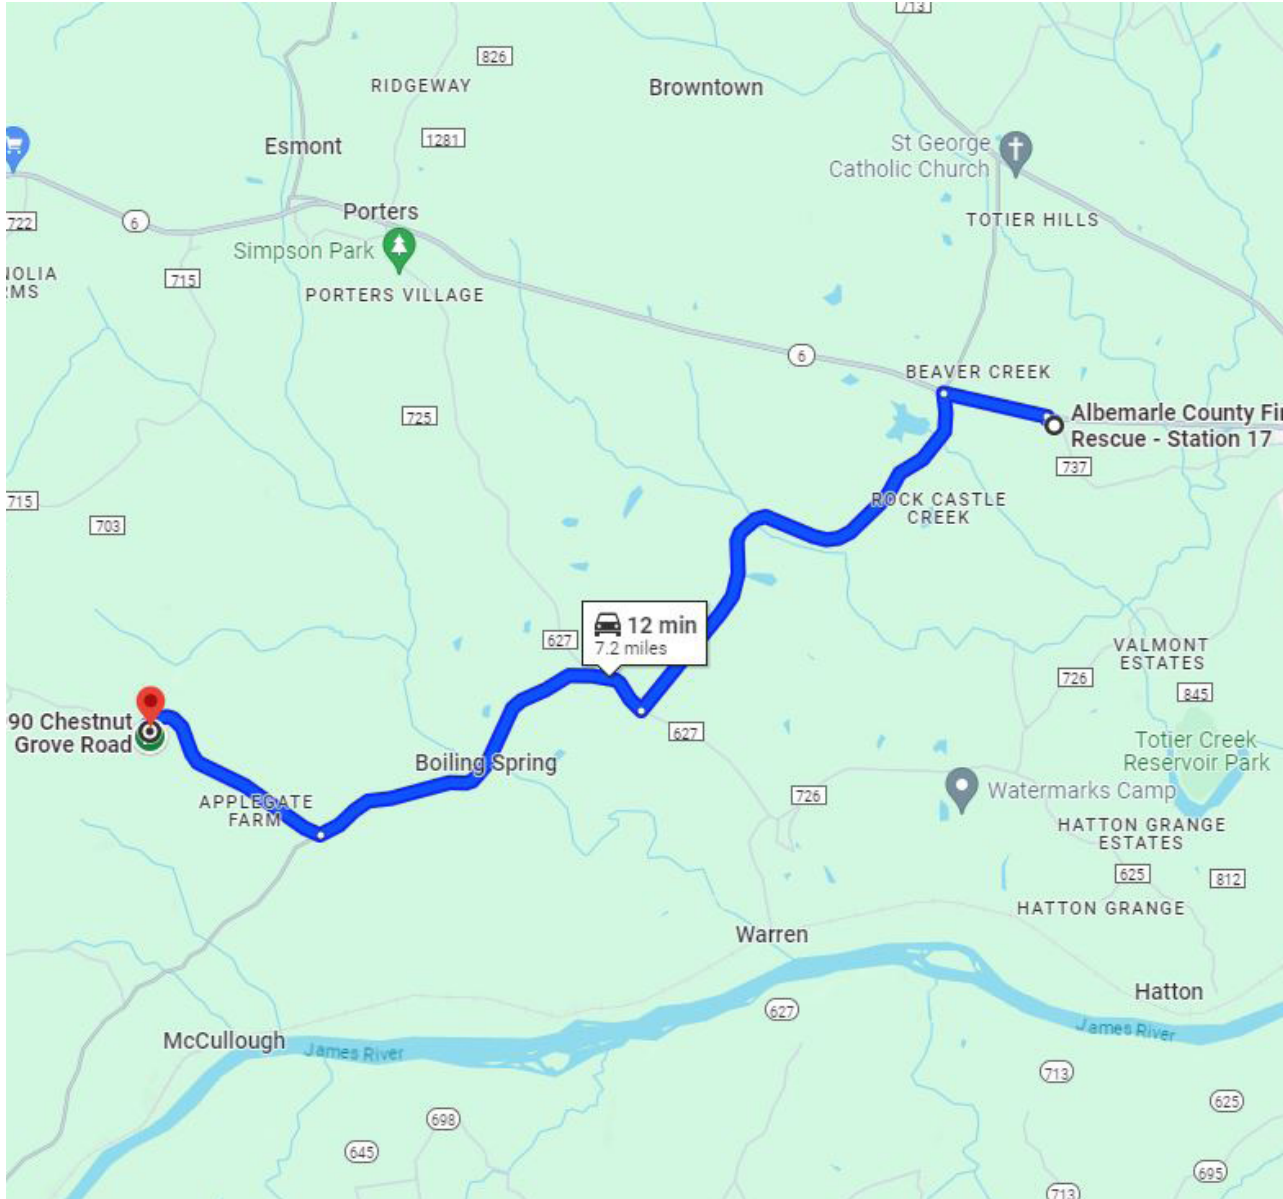 713
826
RIDGEWAY
Browntown
1281
Esmont
St George
Catholic Church
Porters
TOTIER HILLS
722
6
Simpson Park
715
PORTERS VILLAGE
6
BEAVER CREEK
Albemarle County
Rescue - Station 17
725
737
715
703
ROCK CASTLE
CREEK
12 min
7.2 miles
627
VALMONT
ESTATES
726
845
90 Chestnut
Grove Road
627
Totier Creek
Reservoir Park
Boiling Spring
Watermarks Camp
726
APPLEGATE
FARM
HATTON GRANGE
ESTATES
625
812
HATTON GRANGE
Warren
Hatton
627
James River
McCullough
James River
713
625
698
645
695
713